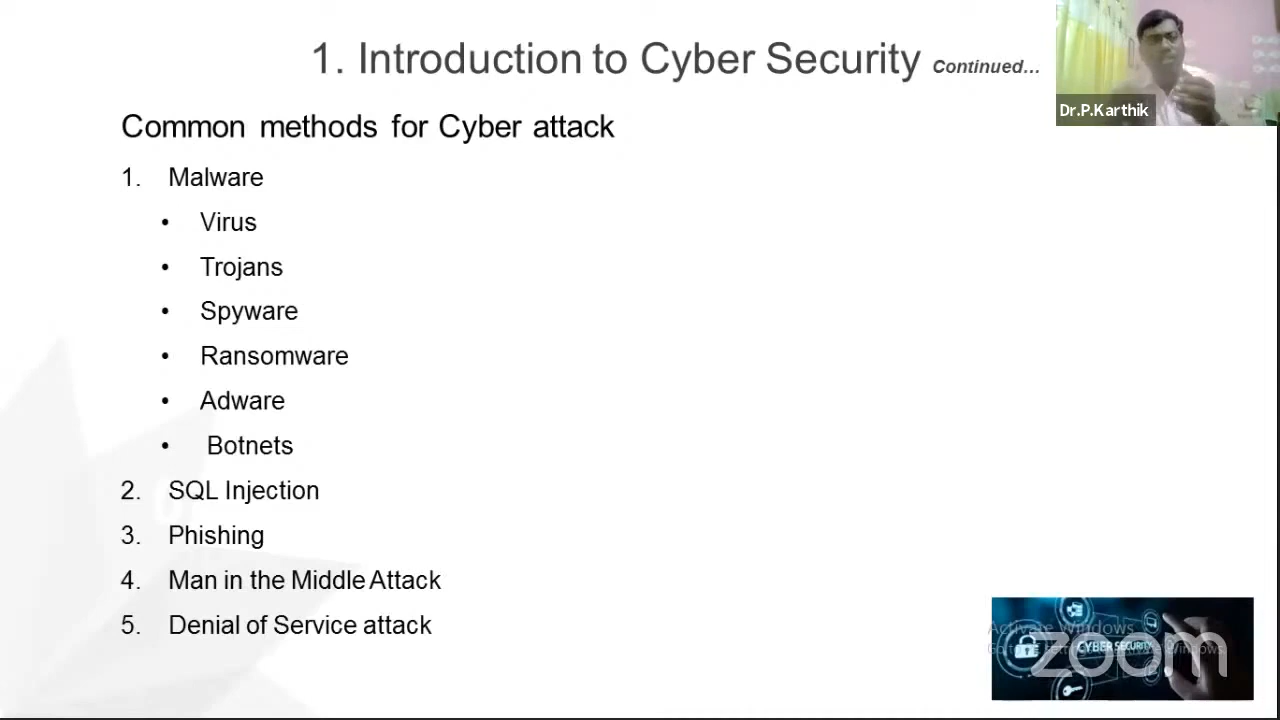 1. Introduction to Cyber Security Continued...
Dr.P.Karthik
Common methods for Cyber attack
1. Malware
• Virus
• Trojans
• Spyware
• Ransomware
• Adware
• Botnets
2. SQL Injection
3. Phishing
4. Man in the Middle Attack
5. Denial of Service attack
Activate Windows
CYBER SECURITY
zoom